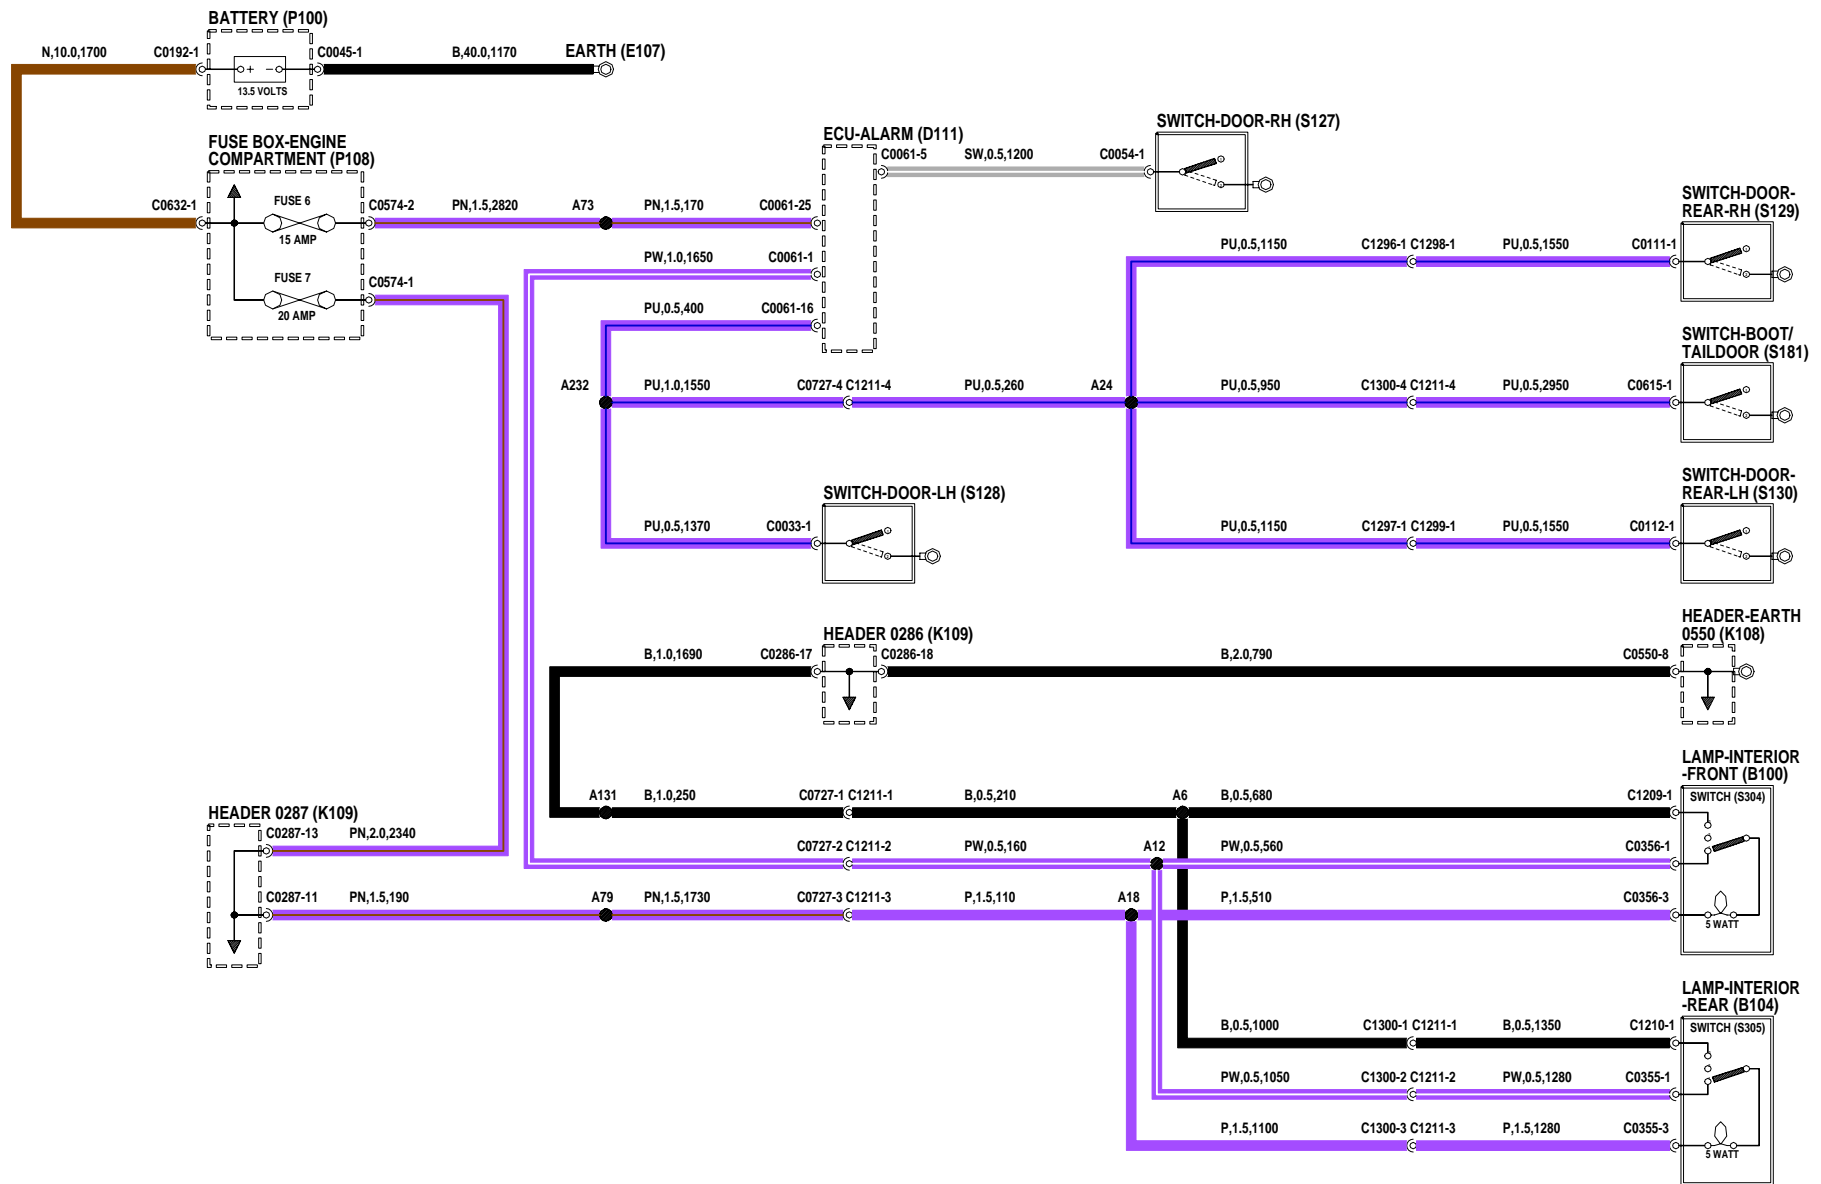 BATTERY (P100)
N,10.0,1700
C0192-1
C0045-1
B,40.0,1170
EARTH (E107)
+ −
13.5 VOLTS
FUSE BOX-ENGINE
COMPARTMENT (P108)
C0632-1
FUSE 6
15 AMP
C0574-2
PN,1.5,2820
A73
PN,1.5,170
C0061-25
FUSE 7
20 AMP
C0574-1
ECU-ALARM (D111)
C0061-5
SW,0.5,1200
C0054-1
SWITCH-DOOR-RH (S127)
PW,1.0,1650
C0061-1
PU,0.5,400
C0061-16
A232
PU,1.0,1550
C0727-4 C1211-4
PU,0.5,260
A24
PU,0.5,1150
C1296-1 C1298-1
PU,0.5,1550
C0111-1
SWITCH-DOOR-
REAR-RH (S129)
PU,0.5,950
C1300-4 C1211-4
PU,0.5,2950
C0615-1
SWITCH-BOOT/
TAILDOOR (S181)
PU,0.5,1150
C1297-1 C1299-1
PU,0.5,1550
C0112-1
SWITCH-DOOR-
REAR-LH (S130)
SWITCH-DOOR-LH (S128)
PU,0.5,1370
C0033-1
HEADER 0286 (K109)
B,1.0,1690
C0286-17
C0286-18
B,2.0,790
C0550-8
HEADER-EARTH
0550 (K108)
A131
B,1.0,250
C0727-1 C1211-1
B,0.5,210
A6
B,0.5,680
C1209-1
LAMP-INTERIOR
-FRONT (B100)
SWITCH (S304)
C0727-2 C1211-2
PW,0.5,160
A12
PW,0.5,560
C0356-1
HEADER 0287 (K109)
C0287-13
PN,2.0,2340
C0287-11
PN,1.5,190
A79
PN,1.5,1730
C0727-3 C1211-3
P,1.5,110
A18
P,1.5,510
C0356-3
5 WATT
LAMP-INTERIOR
-REAR (B104)
SWITCH (S305)
B,0.5,1000
C1300-1 C1211-1
B,0.5,1350
C1210-1
PW,0.5,1050
C1300-2 C1211-2
PW,0.5,1280
C0355-1
P,1.5,1100
C1300-3 C1211-3
P,1.5,1280
C0355-3
5 WATT